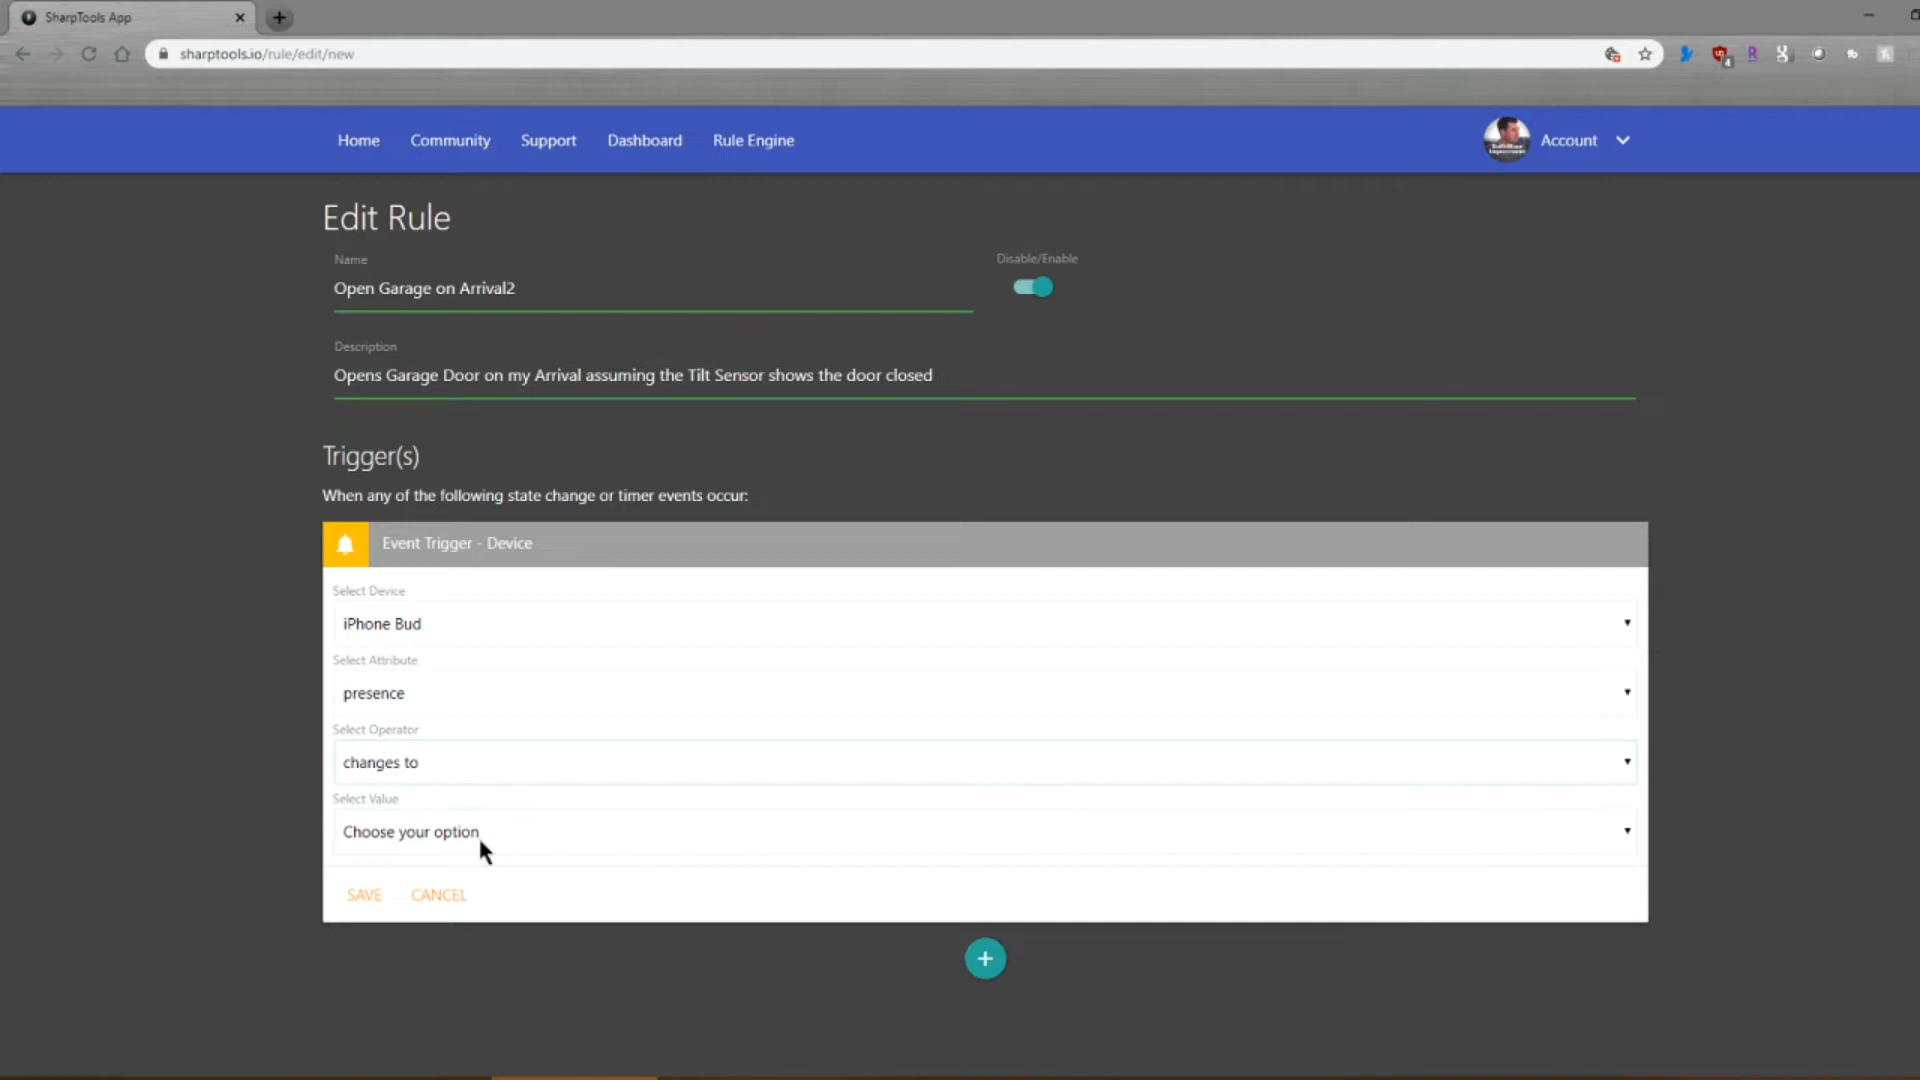 SharpTools App
sharptools.io/rule/edit/new
4
R
Home
Community
Support
Dashboard
Rule Engine
Account
Edit Rule
Name
Disable/Enable
Open Garage on Arrival2
Description
Opens Garage Door on my Arrival assuming the Tilt Sensor shows the door closed
Trigger(s)
When any of the following state change or timer events occur:
Event Trigger - Device
Select Device
iPhone Bud
Select Attribute
presence
Select Operator
changes to
Select Value
Choose your option
SAVE
CANCEL